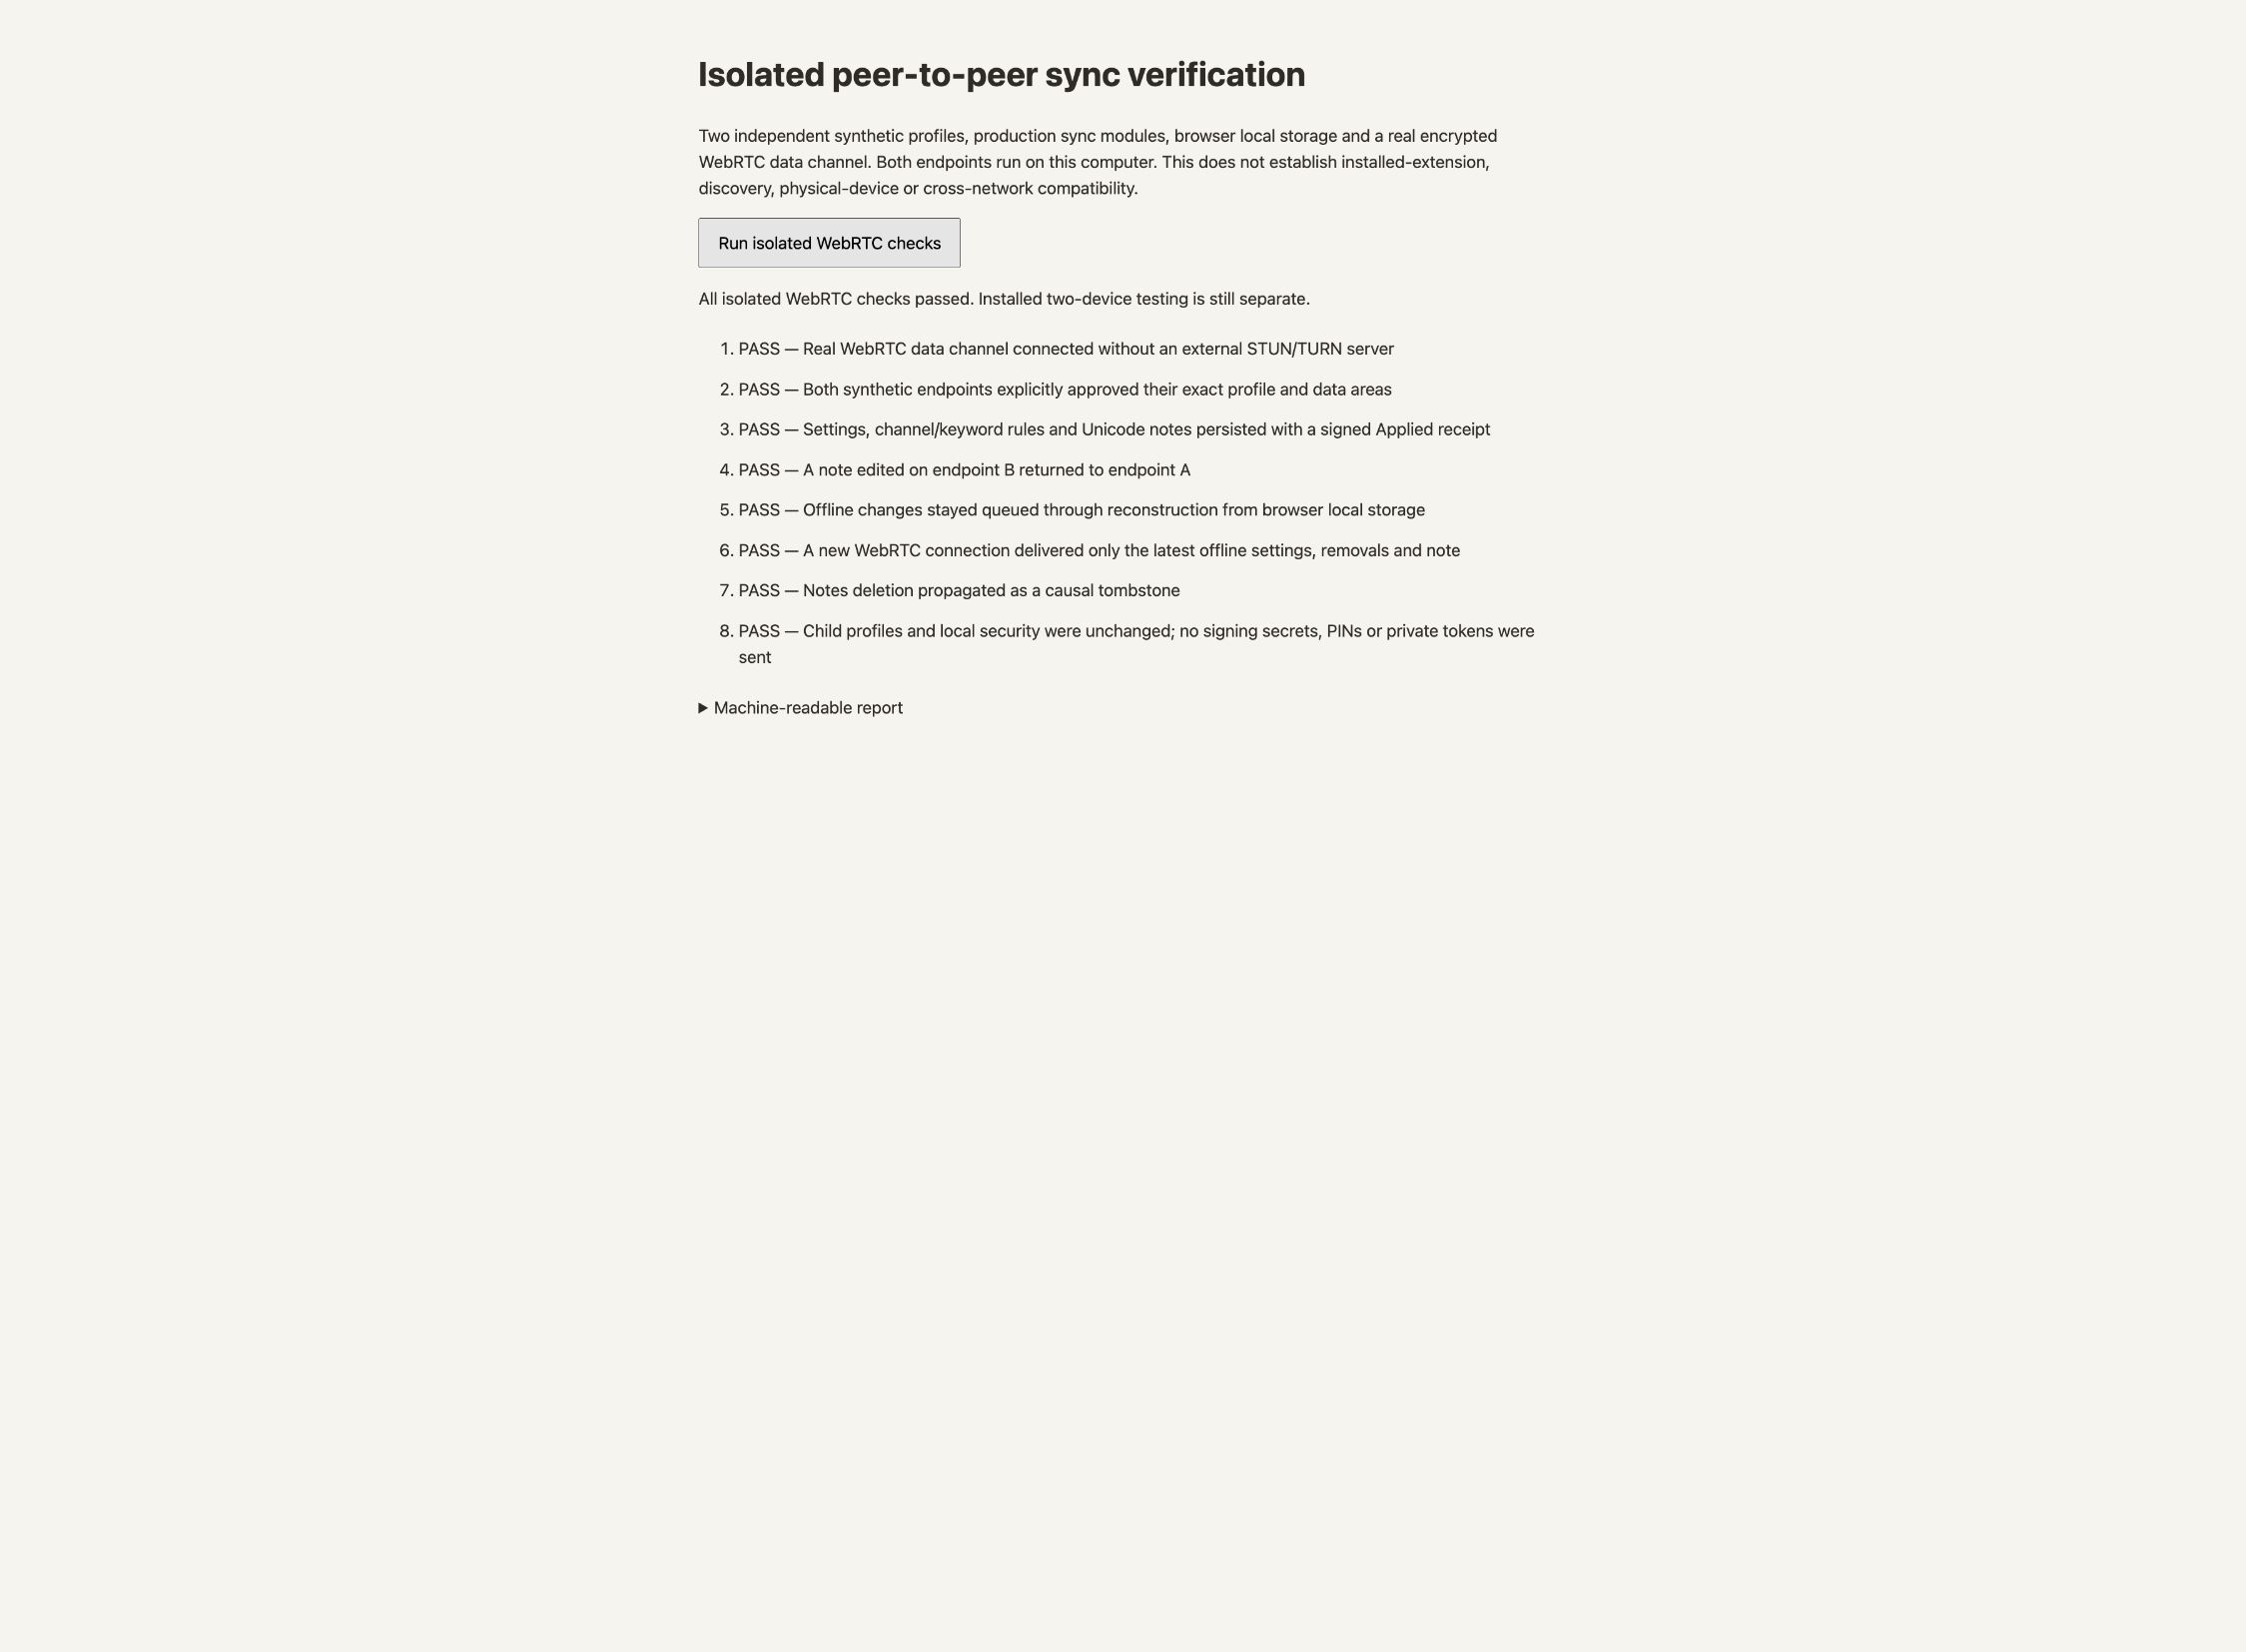 Isolated peer-to-peer sync verification
Two independent synthetic profiles, production sync modules, browser local storage and a real encrypted
WebRTC data channel. Both endpoints run on this computer. This does not establish installed-extension,
discovery, physical-device or cross-network compatibility.
Run isolated WebRTC checks
All isolated WebRTC checks passed. Installed two-device testing is still separate.
1. PASS — Real WebRTC data channel connected without an external STUN/TURN server
2. PASS — Both synthetic endpoints explicitly approved their exact profile and data areas
3. PASS — Settings, channel/keyword rules and Unicode notes persisted with a signed Applied receipt
4. PASS — A note edited on endpoint B returned to endpoint A
5. PASS — Offline changes stayed queued through reconstruction from browser local storage
6. PASS — A new WebRTC connection delivered only the latest offline settings, removals and note
7. PASS — Notes deletion propagated as a causal tombstone
8. PASS — Child profiles and local security were unchanged; no signing secrets, PINs or private tokens were
sent
▶ Machine-readable report